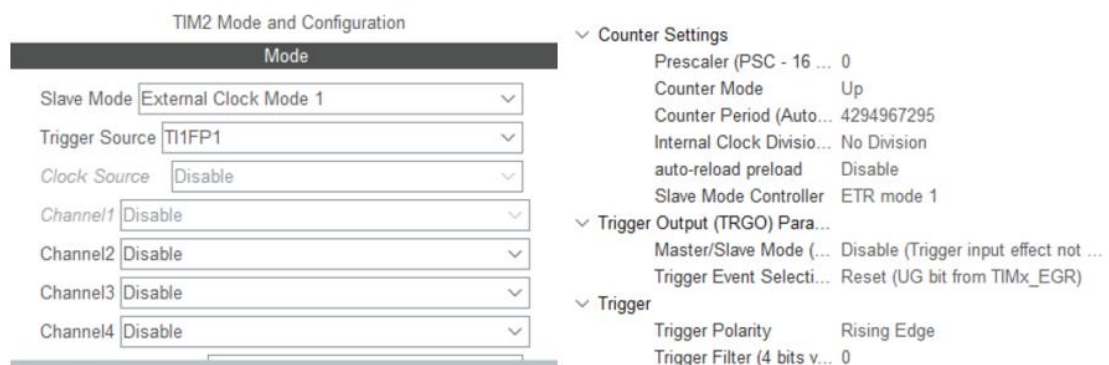 TIM2 Mode and Configuration
Mode
Slave Mode External Clock Mode 1
Trigger Source TI1FP1
Clock Source Disable
Channel1 Disable
Channel2 Disable
Channel3 Disable
Channel4 Disable
Counter Settings
Prescaler (PSC - 16 ... 0
Counter Mode Up
Counter Period (Auto... 4294967295
Internal Clock Divisio... No Division
auto-reload preload Disable
Slave Mode Controller ETR mode 1
Trigger Output (TRGO) Para...
Master/Slave Mode (... Disable (Trigger input effect not ...
Trigger Event Selecti... Reset (UG bit from TIMx_EGR)
Trigger
Trigger Polarity Rising Edge
Trigger Filter (4 bits v... 0